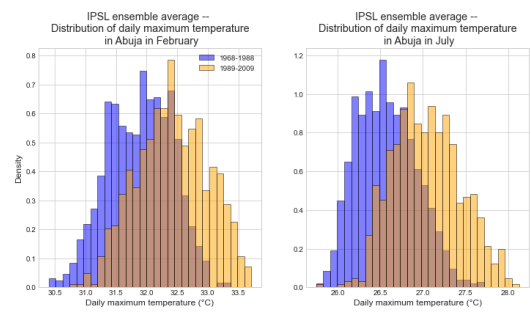 IPSL ensemble average --
Distribution of daily maximum temperature
in Abuja in February
1968-1988
1989-2009
Density
0.8
0.7
0.6
0.5
0.4
0.3
0.2
0.1
0.0
30.5 31.0 31.5 32.0 32.5 33.0 33.5
Daily maximum temperature (°C)
IPSL ensemble average --
Distribution of daily maximum temperature
in Abuja in July
1.2
1.0
0.8
0.6
0.4
0.2
0.0
26.0 26.5 27.0 27.5 28.0
Daily maximum temperature (°C)